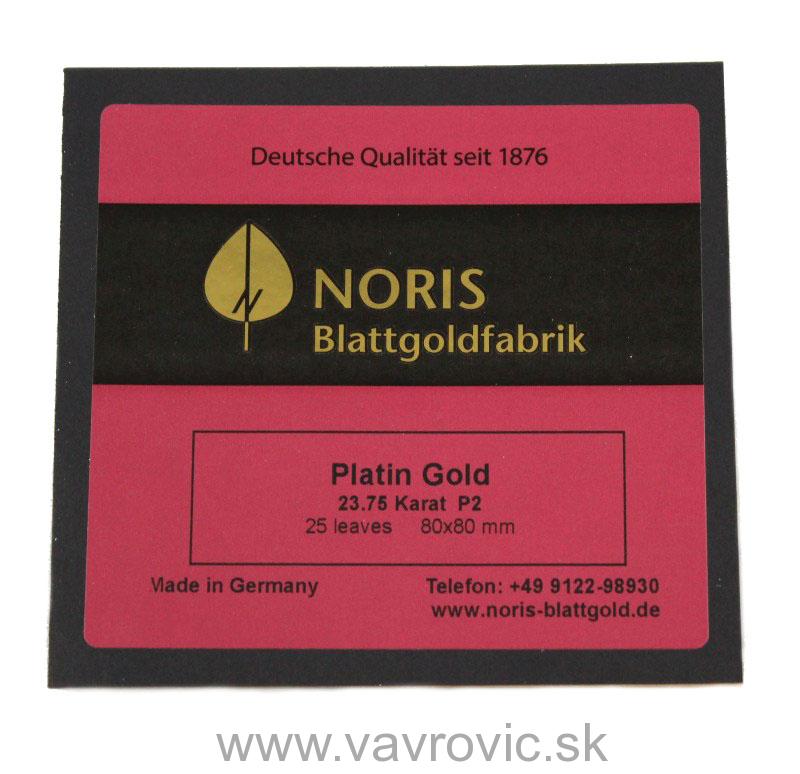 Deutsche Qualität seit 1876
NORIS
Blattgoldfabrik
Platin Gold
23.75 Karat P2
25 leaves 80x80 mm
Made in Germany
Telefon: +49 9122-98930
www.noris-blattgold.de
www.vavrovic.sk